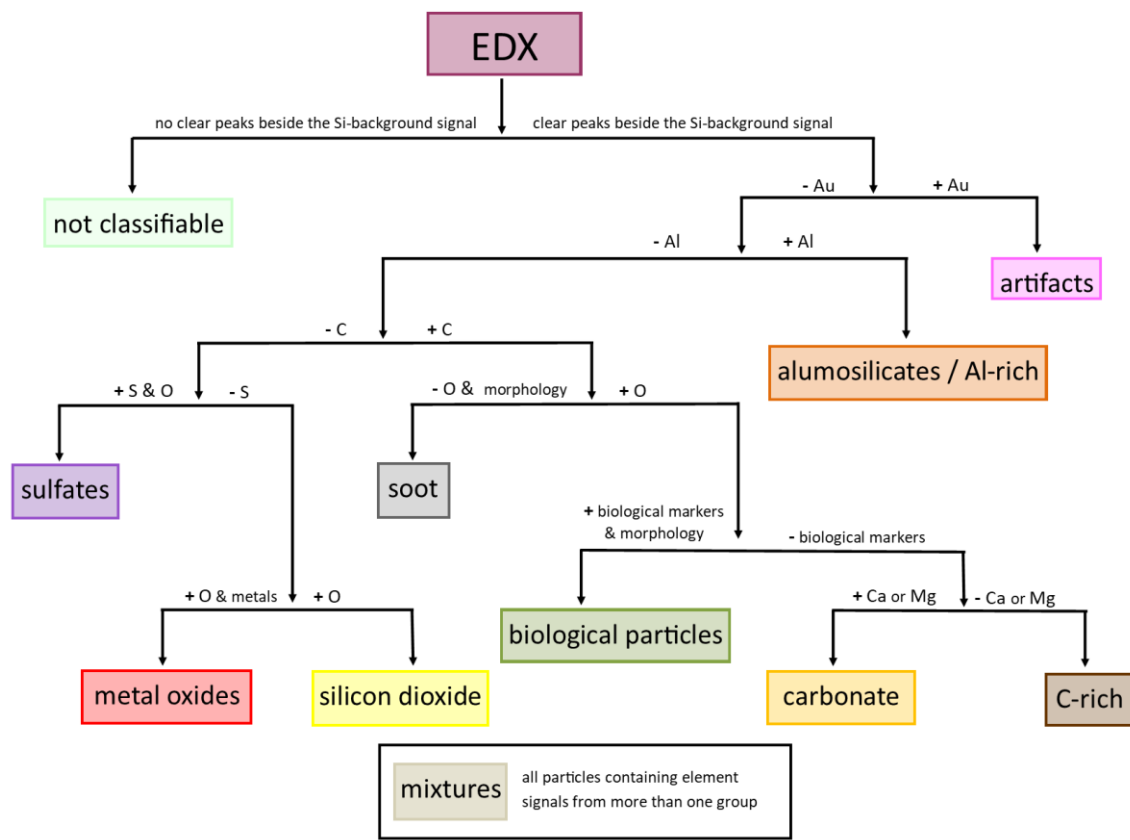 EDX
no clear peaks beside the Si-background signal
clear peaks beside the Si-background signal
- Au
+ Au
not classifiable
- Al
+ Al
artifacts
- C
+ C
alumosilicates / Al-rich
+ S & O
- S
- O & morphology
+ O
sulfates
soot
+ biological markers
& morphology
- biological markers
+ O & metals
+ O
+ Ca or Mg
- Ca or Mg
biological particles
metal oxides
silicon dioxide
carbonate
C-rich
mixtures
all particles containing element
signals from more than one group